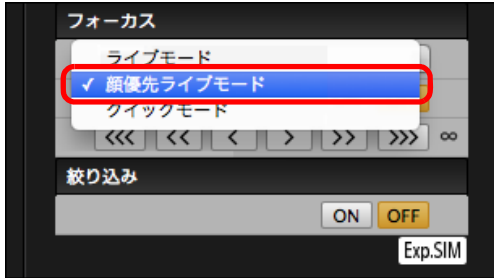 フォーカス
ライブモード
✓ 顔優先ライブモード
クイックモード
<<< << < > >> >>> ∞
絞り込み
ON OFF
Exp.SIM